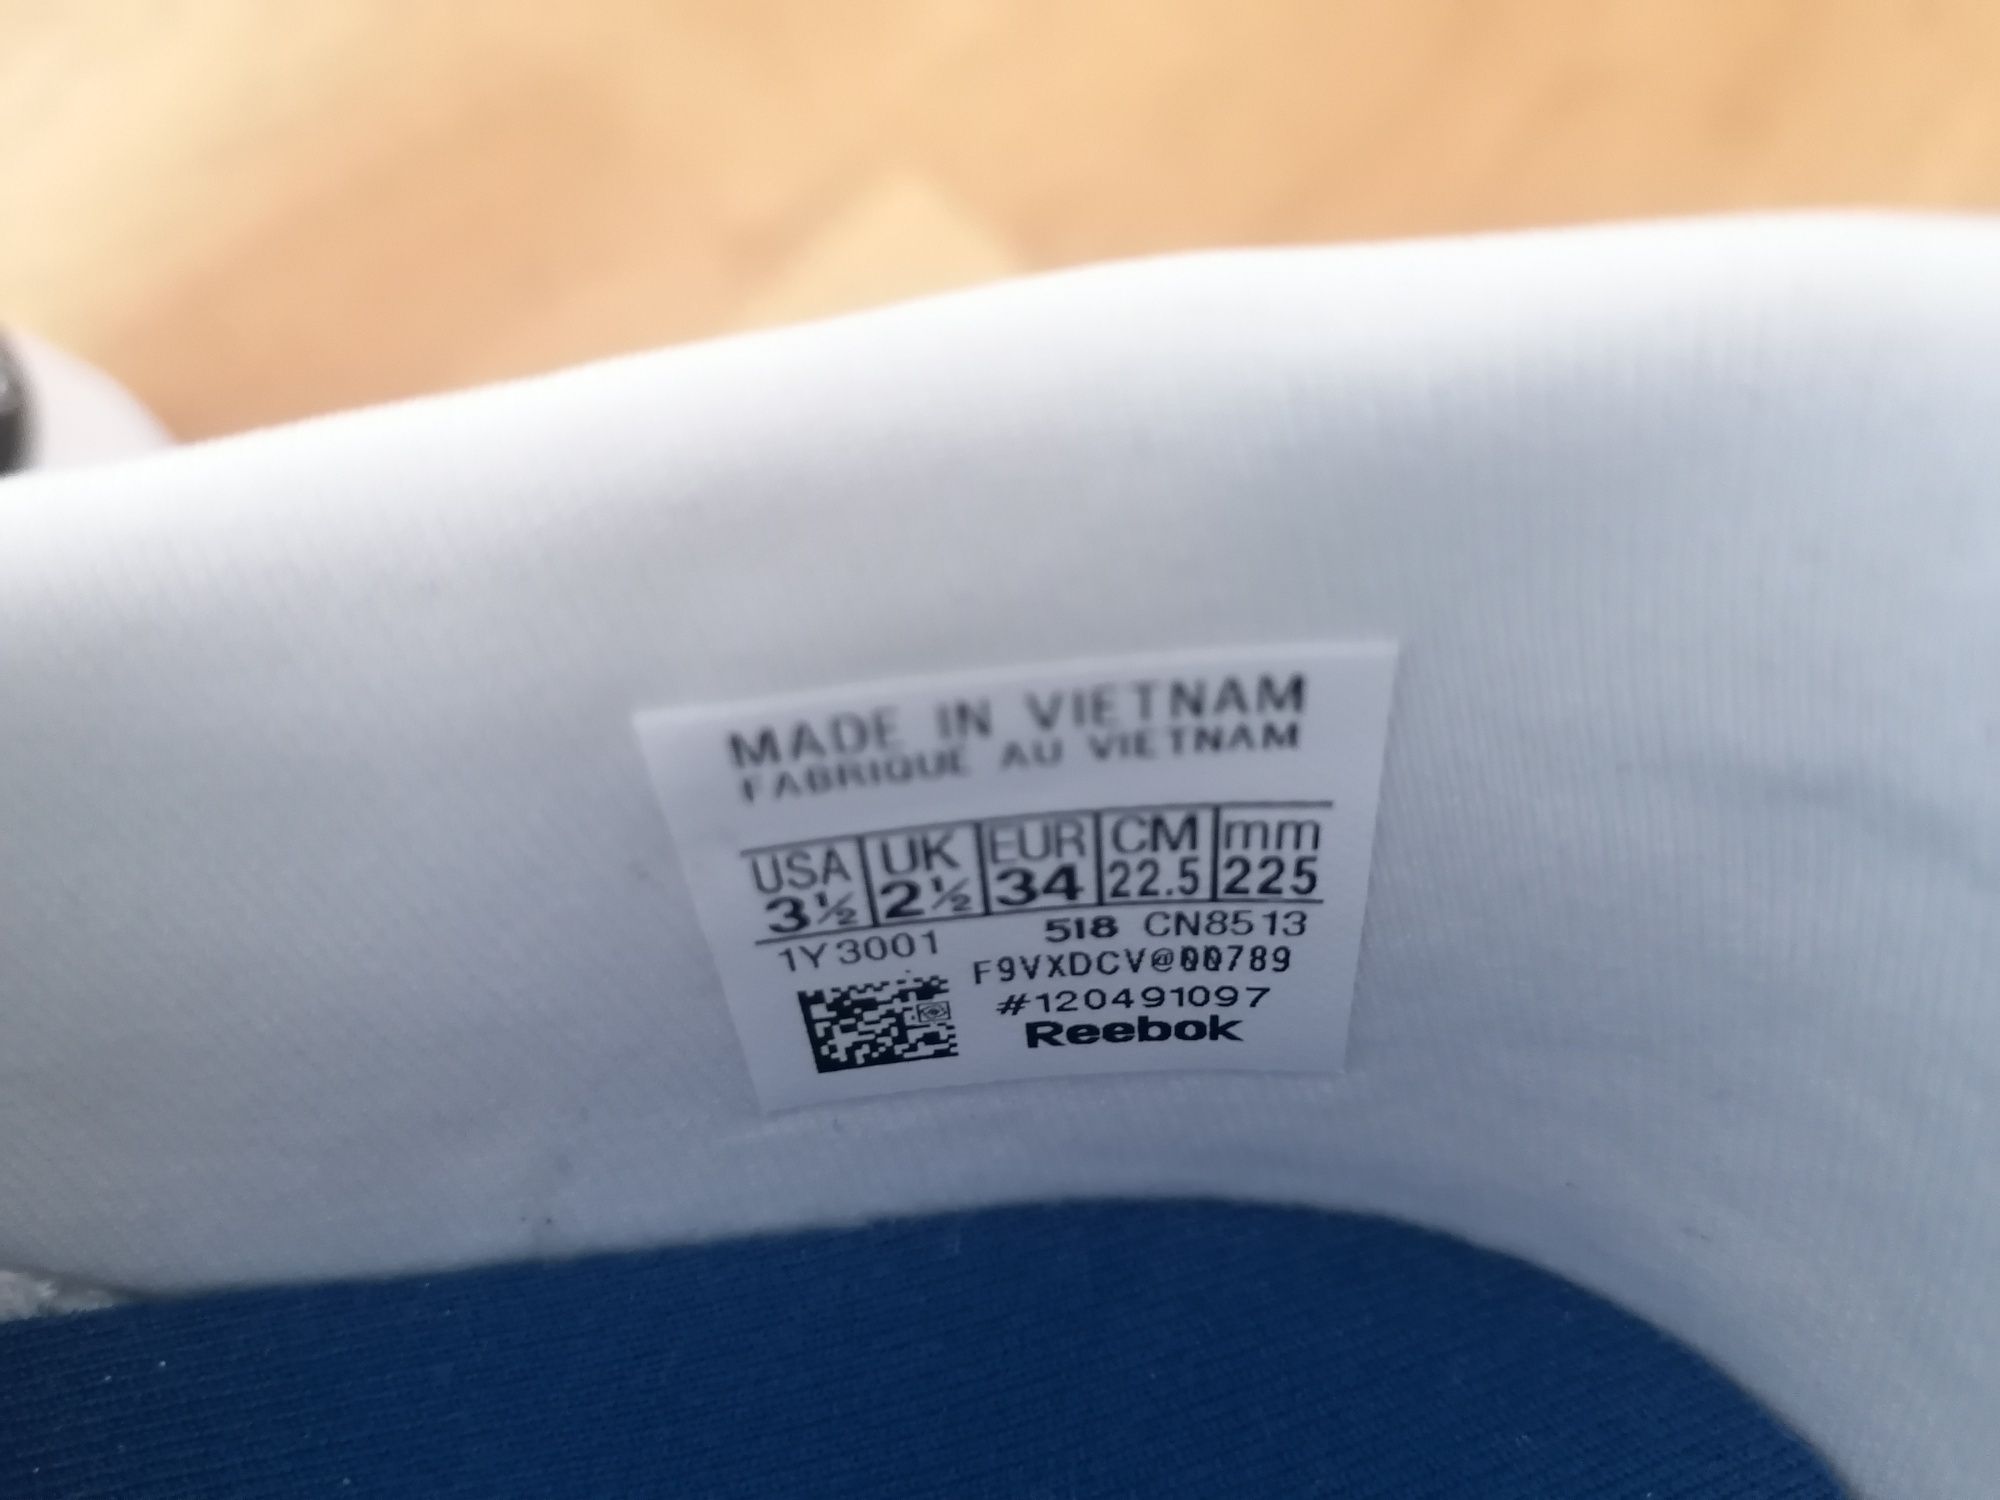 MADE IN VIETNAM
FABRIQUÉ AU VIETNAM
USA UK EUR CM mm
3½ 2½ 34 22.5 225
1Y3001 518 CN8513
F9VXDCV@00789
#120491097
Reebok